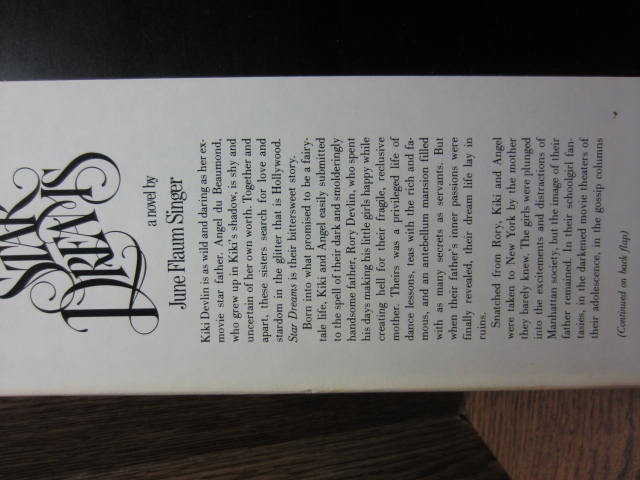 STAR
DREAMS
a novel by
June Flaum Singer
Kiki Devlin is as wild and daring as her ex-
movie star father. Angel du Beaumond,
who grew up in Kiki's shadow, is shy and
uncertain of her own worth. Together and
apart, these sisters search for love and
stardom in the glitter that is Hollywood.
Star Dreams is their bittersweet story.
Born into what promised to be a fairy-
tale life, Kiki and Angel easily submitted
to the spell of their dark and smolderingly
handsome father, Rory Devlin, who spent
his days making his little girls happy while
creating hell for their fragile, reclusive
mother. Theirs was a privileged life of
dance lessons, teas with the rich and fa-
mous, and an antebellum mansion filled
with as many secrets as servants. But
when their father's inner passions were
finally revealed, their dream life lay in
ruins.
Snatched from Rory, Kiki and Angel
were taken to New York by the mother
they barely knew. The girls were plunged
into the excitements and distractions of
Manhattan society, but the image of their
father remained. In their schoolgirl fan-
tasies, in the darkened movie theaters of
their adolescence, in the gossip columns
(Continued on back flap)